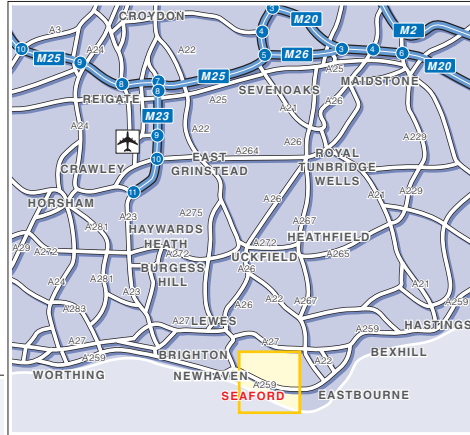 CROYDON
3
M20
A3
A24
A22
4
M2
10
M25
9
5
M26
3
4
6
M20
8
7
8
M25
A25
REIGATE
A25
SEVENOAKS
MAIDSTONE
M23
A21
A26
A24
A22
9
A26
A229
10
A264
CRAWLEY
EAST
GRINSTEAD
ROYAL
TUNBRIDGE
WELLS
11
A21
A229
HORSHAM
A23
A26
A275
A267
A281
HAYWARDS
HEATH
HEATHFIELD
A29
A272
A272
A272
A265
UCKFIELD
BURGESS
HILL
A24
A281
A26
A21
A23
A26
A22
A267
A283
A27
LEWES
A259
HASTINGS
A27
A27
A259
BRIGHTON
A22
BEXHILL
WORTHING
NEWHAVEN
A259
SEAFORD
EASTBOURNE